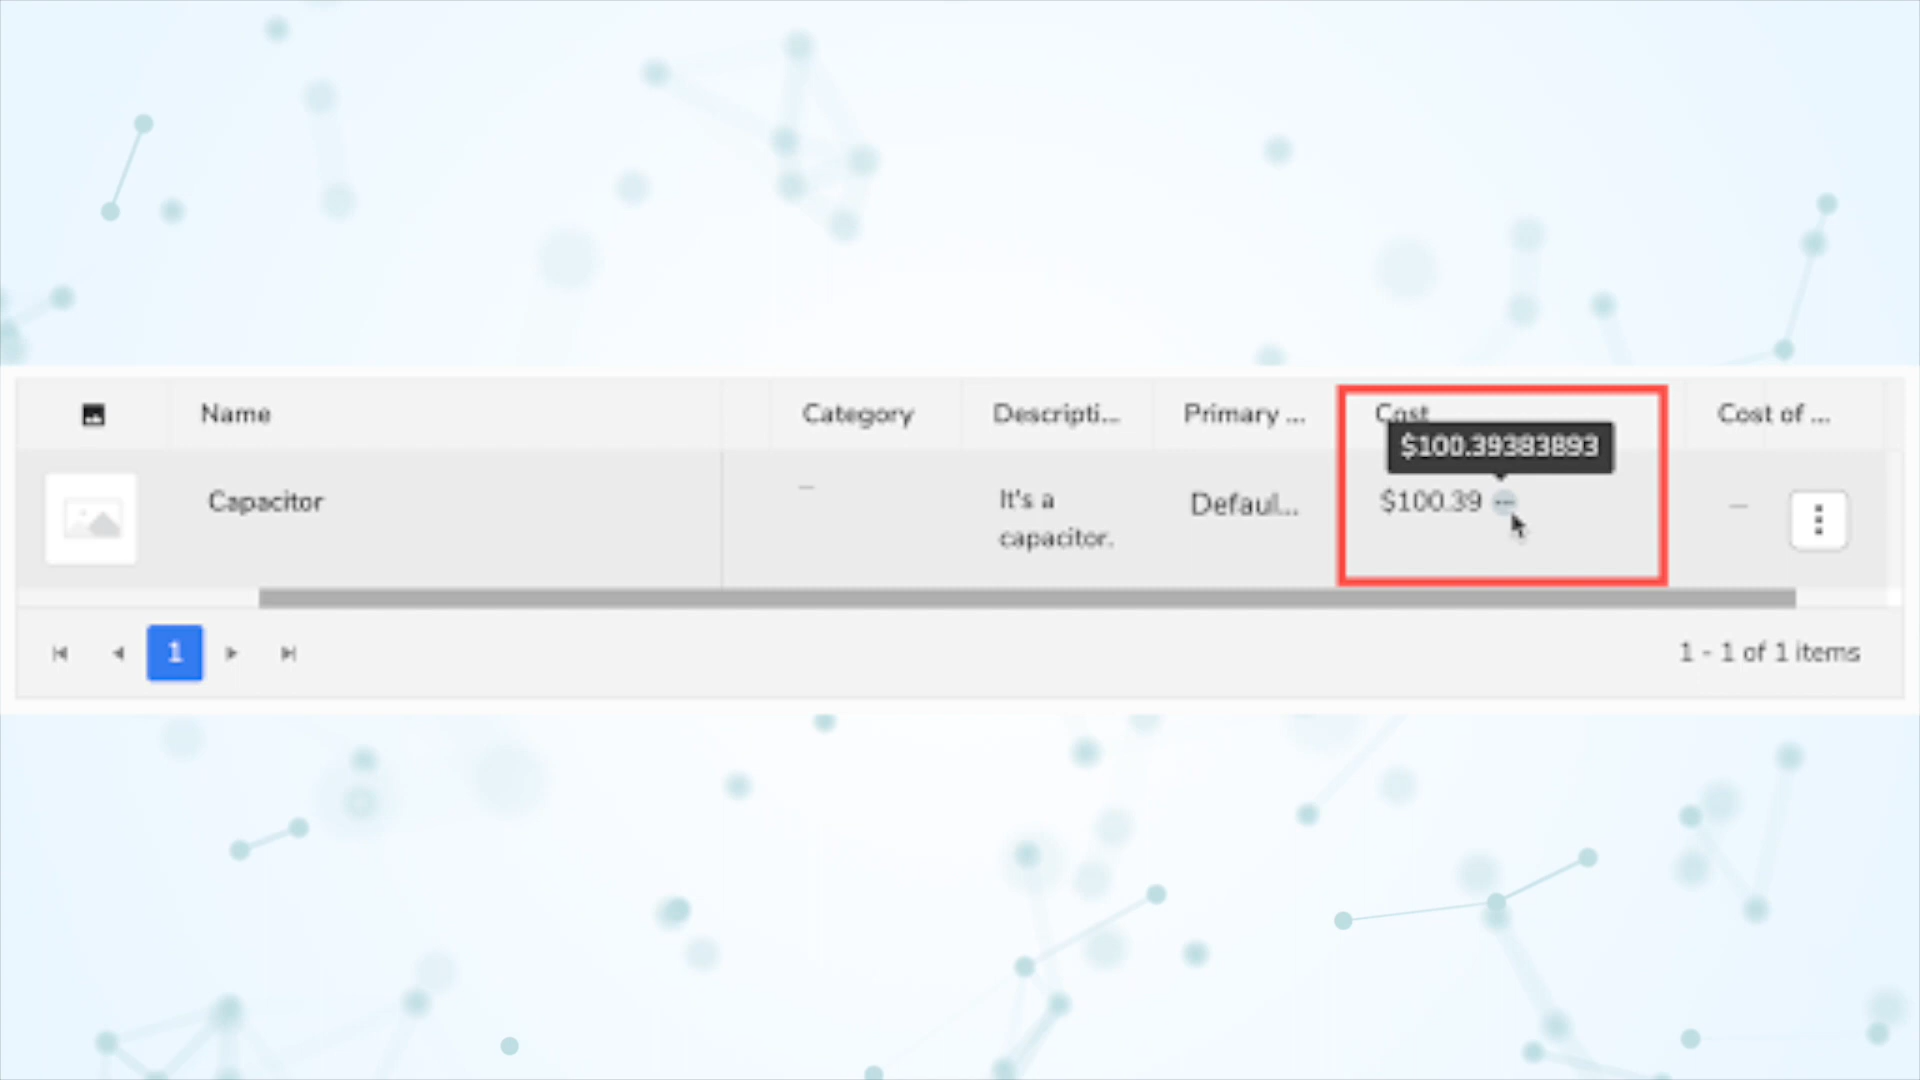 Name
Category
Descripti...
Primary ...
Cost
Cost of ...
$100.39383893
Capacitor
—
It's a
capacitor.
Defaul...
$100.39
—
1
1 - 1 of 1 items